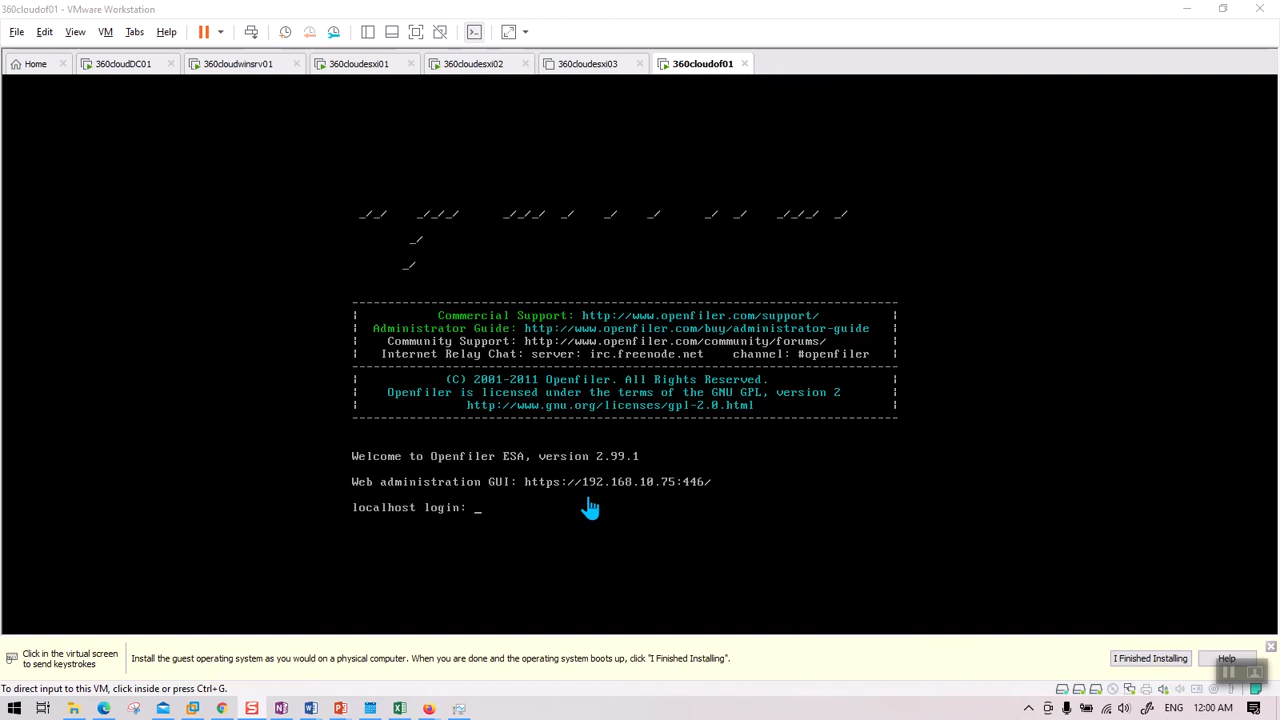 360cloudof01 - VMware Workstation
File Edit View VM Tabs Help
Home 360cloudDC01 360cloudwinsrv01 360cloudesxi01 360cloudesxi02 360cloudesxi03 360cloudof01
Commercial Support: http://www.openfiler.com/support/
Administrator Guide: http://www.openfiler.com/buy/administrator-guide
Community Support: http://www.openfiler.com/community/forums/
Internet Relay Chat: server: irc.freenode.net channel: #openfiler
(C) 2001-2011 Openfiler. All Rights Reserved.
Openfiler is licensed under the terms of the GNU GPL, version 2
http://www.gnu.org/licenses/gpl-2.0.html
Welcome to Openfiler ESA, version 2.99.1
Web administration GUI: https://192.168.10.75:446/
localhost login: _
Click in the virtual screen
to send keystrokes
Install the guest operating system as you would on a physical computer. When you are done and the operating system boots up, click "I Finished Installing".
I Finished Installing Help
To direct input to this VM, click inside or press Ctrl+G.
ENG 12:00 AM